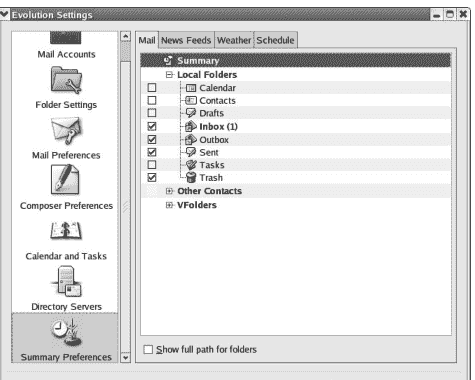 Evolution Settings
Mail Accounts
Folder Settings
Mail Preferences
Composer Preferences
Calendar and Tasks
Directory Servers
Summary Preferences
Mail News Feeds Weather Schedule
Summary
Local Folders
Calendar
Contacts
Drafts
Inbox (1)
Outbox
Sent
Tasks
Trash
Other Contacts
VFolders
Show full path for folders